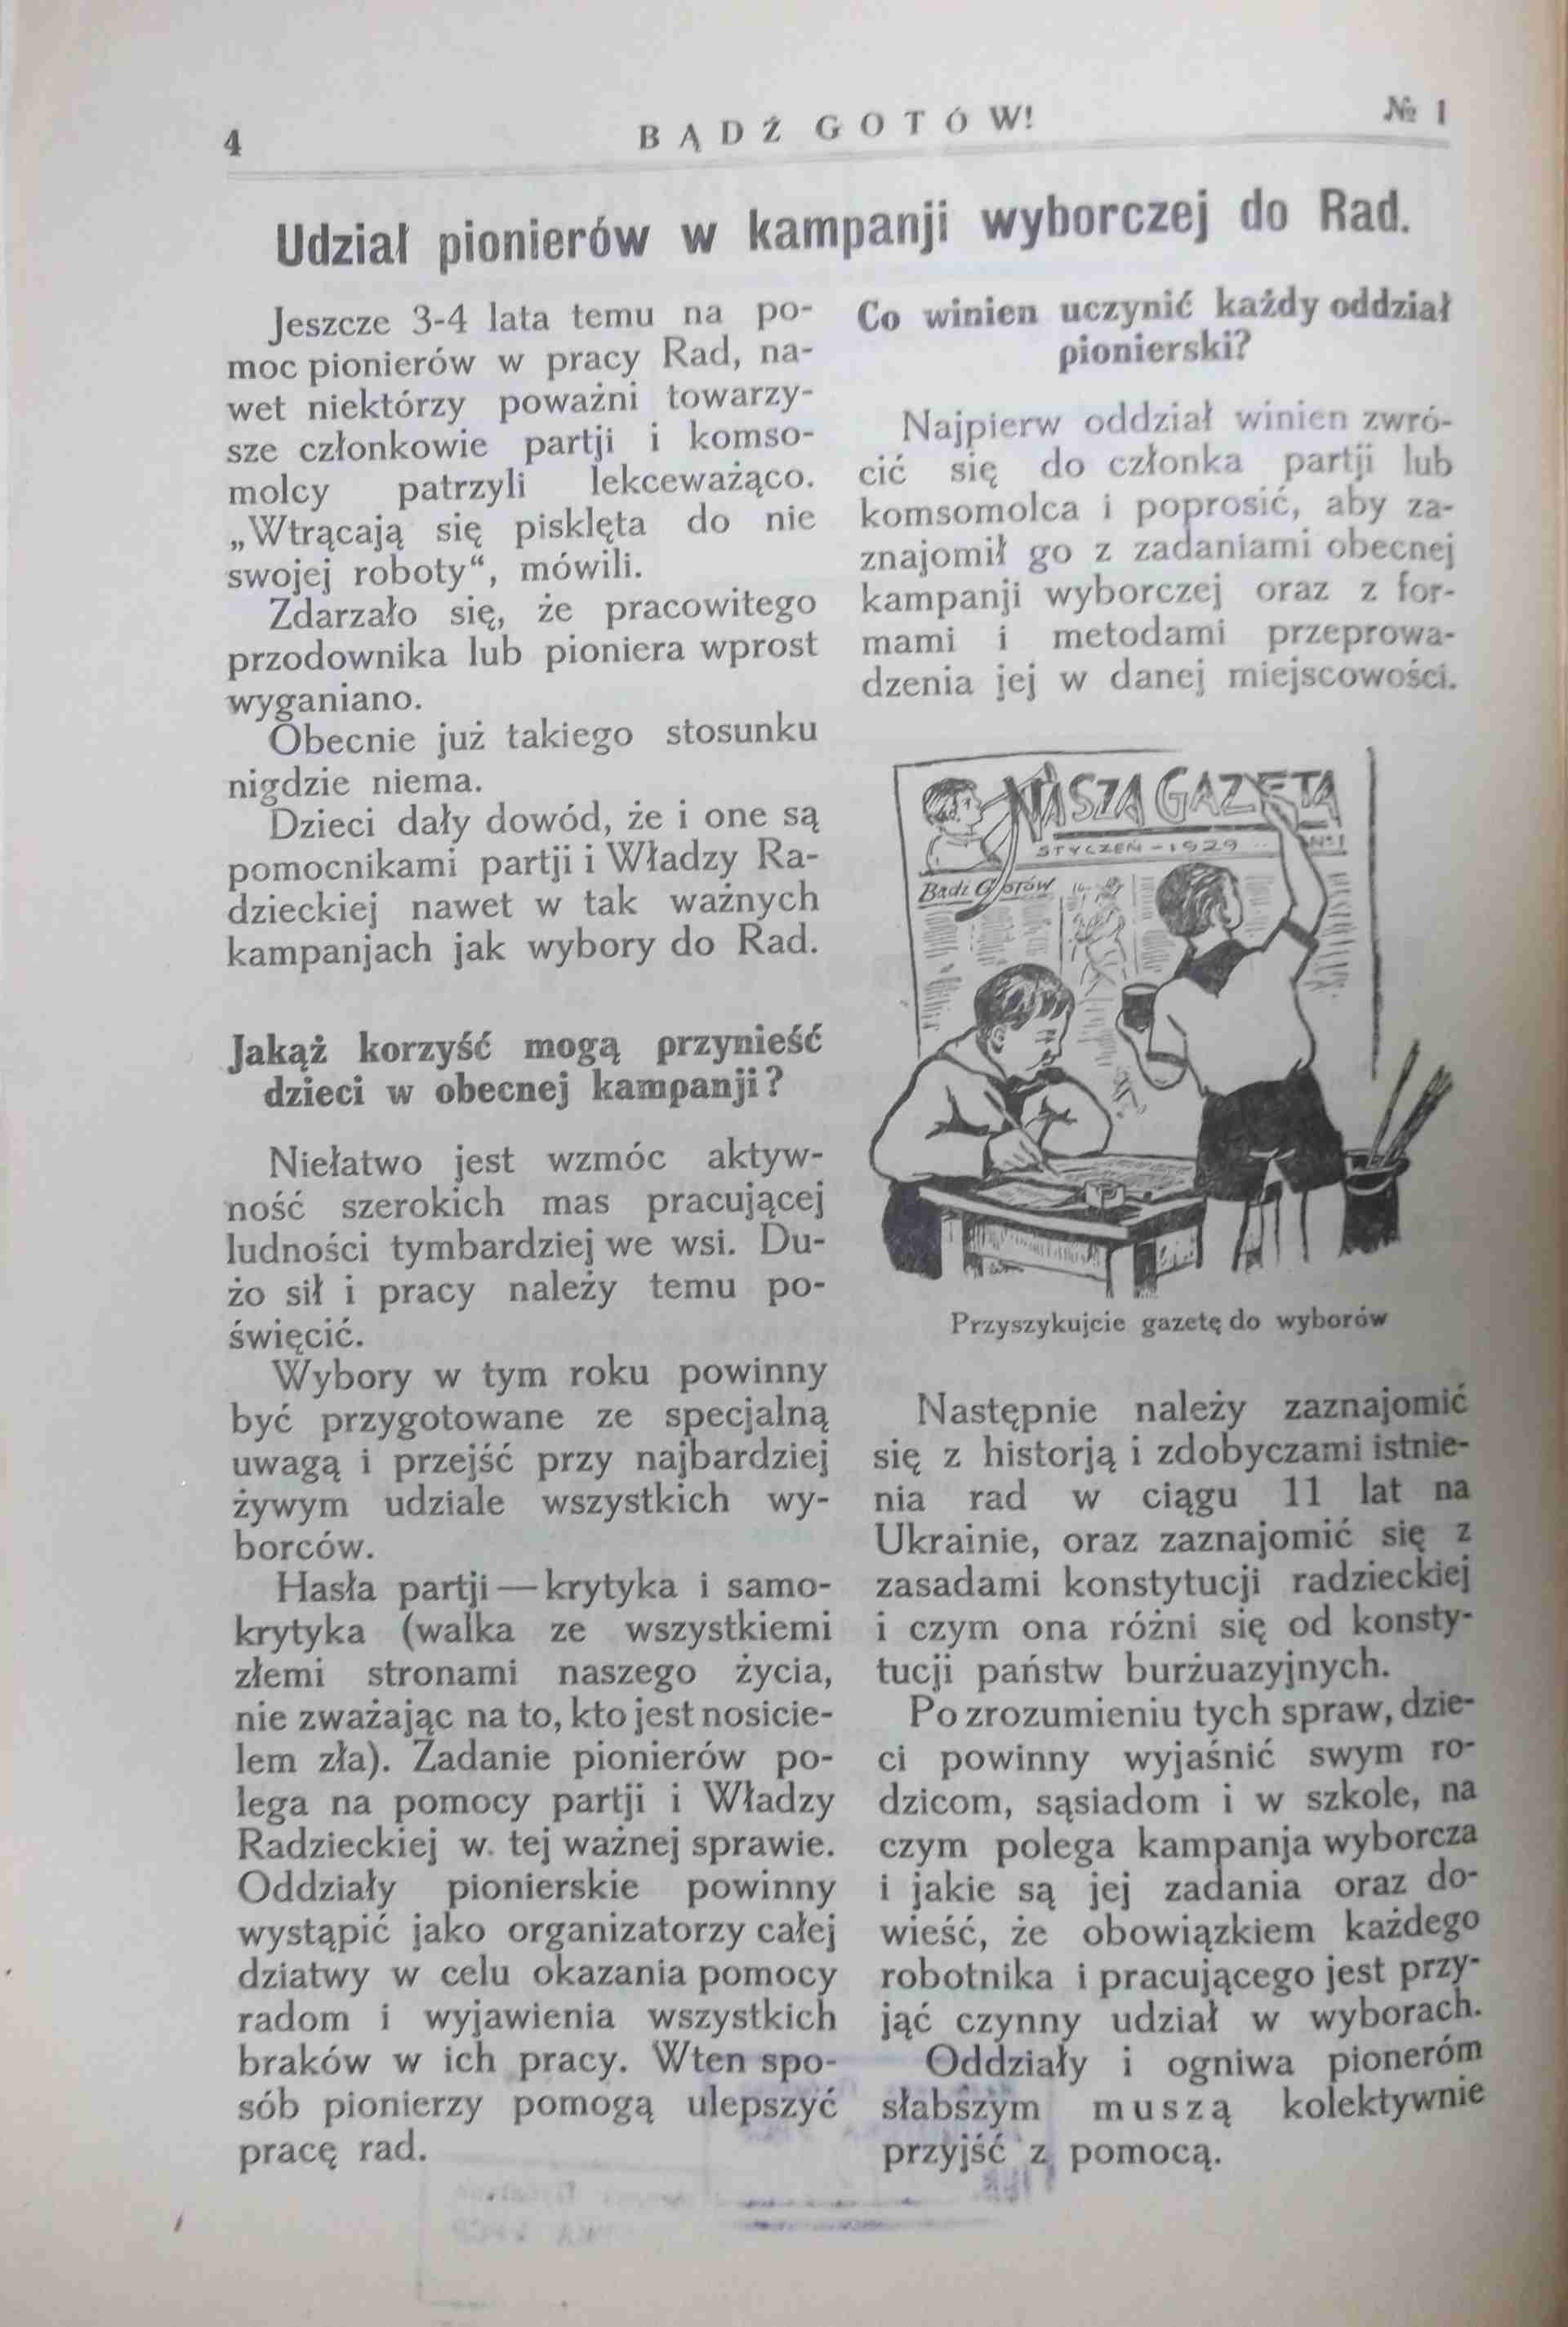 4
BĄDŹ GOTÓW!
№ 1
Udział pionierów w kampanji wyborczej do Rad.
Jeszcze 3-4 lata temu na po-
moc pionierów w pracy Rad, na-
wet niektórzy poważni towarzy-
sze członkowie partji i komso-
molcy patrzyli lekceważąco.
„Wtrącają się pisklęta do nie
swojej roboty“, mówili.
Zdarzało się, że pracowitego
przodownika lub pioniera wprost
wyganiano.
Obecnie już takiego stosunku
nigdzie niema.
Dzieci dały dowód, że i one są
pomocnikami partji i Władzy Ra-
dzieckiej nawet w tak ważnych
kampanjach jak wybory do Rad.
Jakąż korzyść mogą przynieść
dzieci w obecnej kampanji?
Niełatwo jest wzmóc aktyw-
ność szerokich mas pracującej
ludności tymbardziej we wsi. Du-
żo sił i pracy należy temu po-
święcić.
Wybory w tym roku powinny
być przygotowane ze specjalną
uwagą i przejść przy najbardziej
żywym udziale wszystkich wy-
borców.
Hasła partji — krytyka i samo-
krytyka (walka ze wszystkiemi
złemi stronami naszego życia,
nie zważając na to, kto jest nosicie-
lem zła). Zadanie pionierów po-
lega na pomocy partji i Władzy
Radzieckiej w tej ważnej sprawie.
Oddziały pionierskie powinny
wystąpić jako organizatorzy całej
dziatwy w celu okazania pomocy
radom i wyjawienia wszystkich
braków w ich pracy. Wten spo-
sób pionierzy pomogą ulepszyć
pracę rad.
Co winien uczynić każdy oddział
pionierski?
Najpierw oddział winien zwró-
cić się do członka partji lub
komsomolca i poprosić, aby za-
znajomił go z zadaniami obecnej
kampanji wyborczej oraz z for-
mami i metodami przeprowa-
dzenia jej w danej miejscowości.
NASZA GAZETA
STYCZEŃ - 1929
№1
Bądź Gotów
Przyszykujcie gazetę do wyborów
Następnie należy zaznajomić
się z historją i zdobyczami istnie-
nia rad w ciągu 11 lat na
Ukrainie, oraz zaznajomić się z
zasadami konstytucji radzieckiej
i czym ona różni się od konsty-
tucji państw burżuazyjnych.
Po zrozumieniu tych spraw, dzie-
ci powinny wyjaśnić swym ro-
dzicom, sąsiadom i w szkole, na
czym polega kampanja wyborcza
i jakie są jej zadania oraz do-
wieść, że obowiązkiem każdego
robotnika i pracującego jest przy-
jąć czynny udział w wyborach.
Oddziały i ogniwa pioneróm
słabszym muszą kolektywnie
przyjść z pomocą.